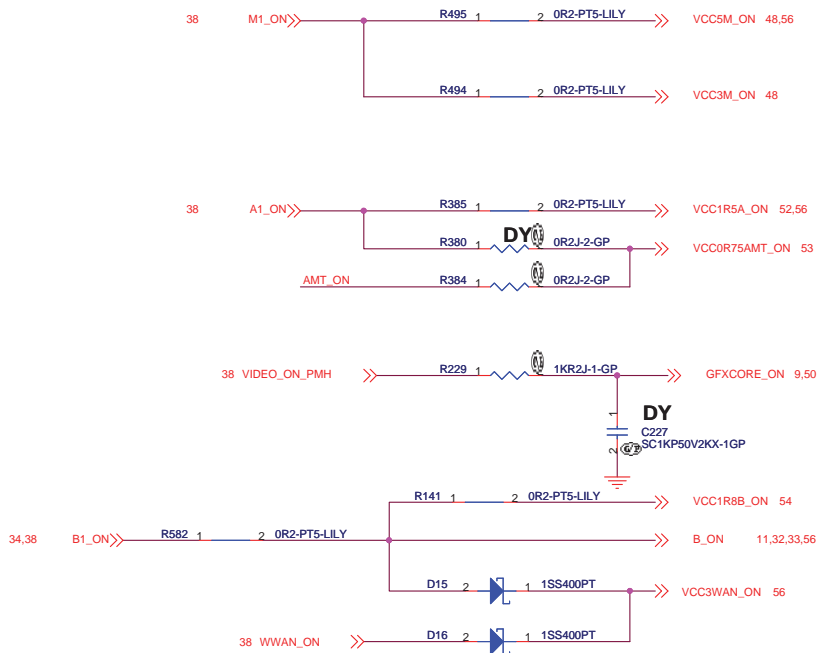 38 M1_ON R495 1 2 0R2-PT5-LILY VCC5M_ON 48,56
R494 1 2 0R2-PT5-LILY VCC3M_ON 48
38 A1_ON R385 1 2 0R2-PT5-LILY VCC1R5A_ON 52,56
DY
R380 1 2 0R2J-2-GP VCC0R75AMT_ON 53
AMT_ON R384 1 2 0R2J-2-GP
38 VIDEO_ON_PMH R229 1 2 1KR2J-1-GP GFXCORE_ON 9,50
DY
1 C227
2 SC1KP50V2KX-1GP
R141 1 2 0R2-PT5-LILY VCC1R8B_ON 54
34,38 B1_ON R582 1 2 0R2-PT5-LILY B_ON 11,32,33,56
D15 2 1 1SS400PT VCC3WAN_ON 56
38 WWAN_ON D16 2 1 1SS400PT